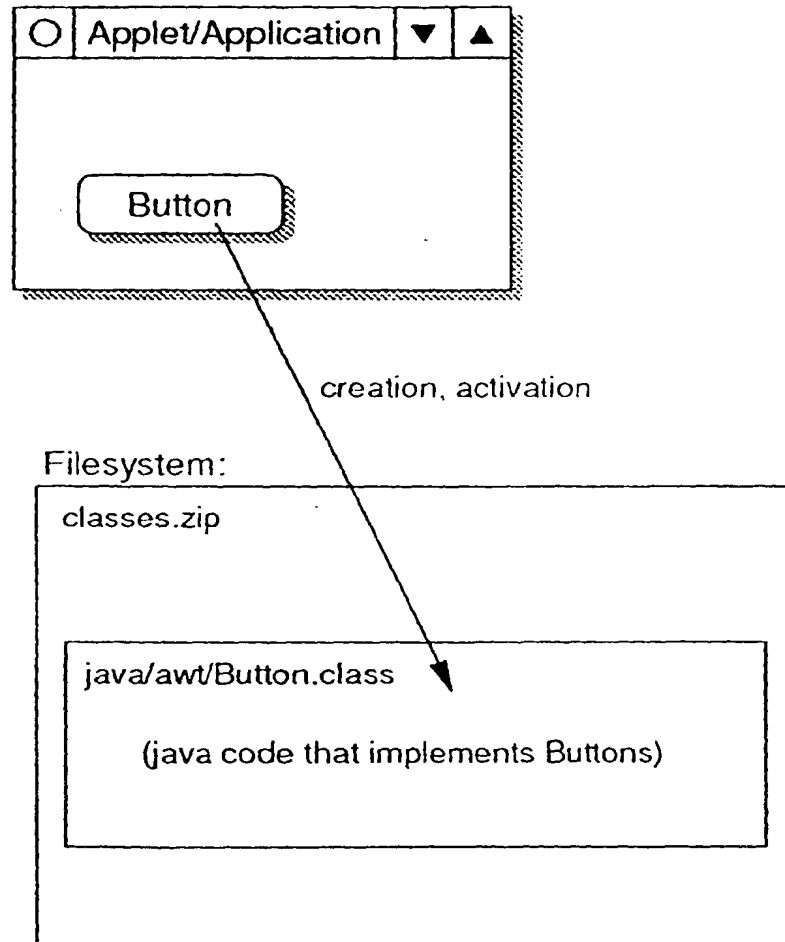 Applet/Application
Button
creation, activation
Filesystem:
classes.zip
java/awt/Button.class
(java code that implements Buttons)